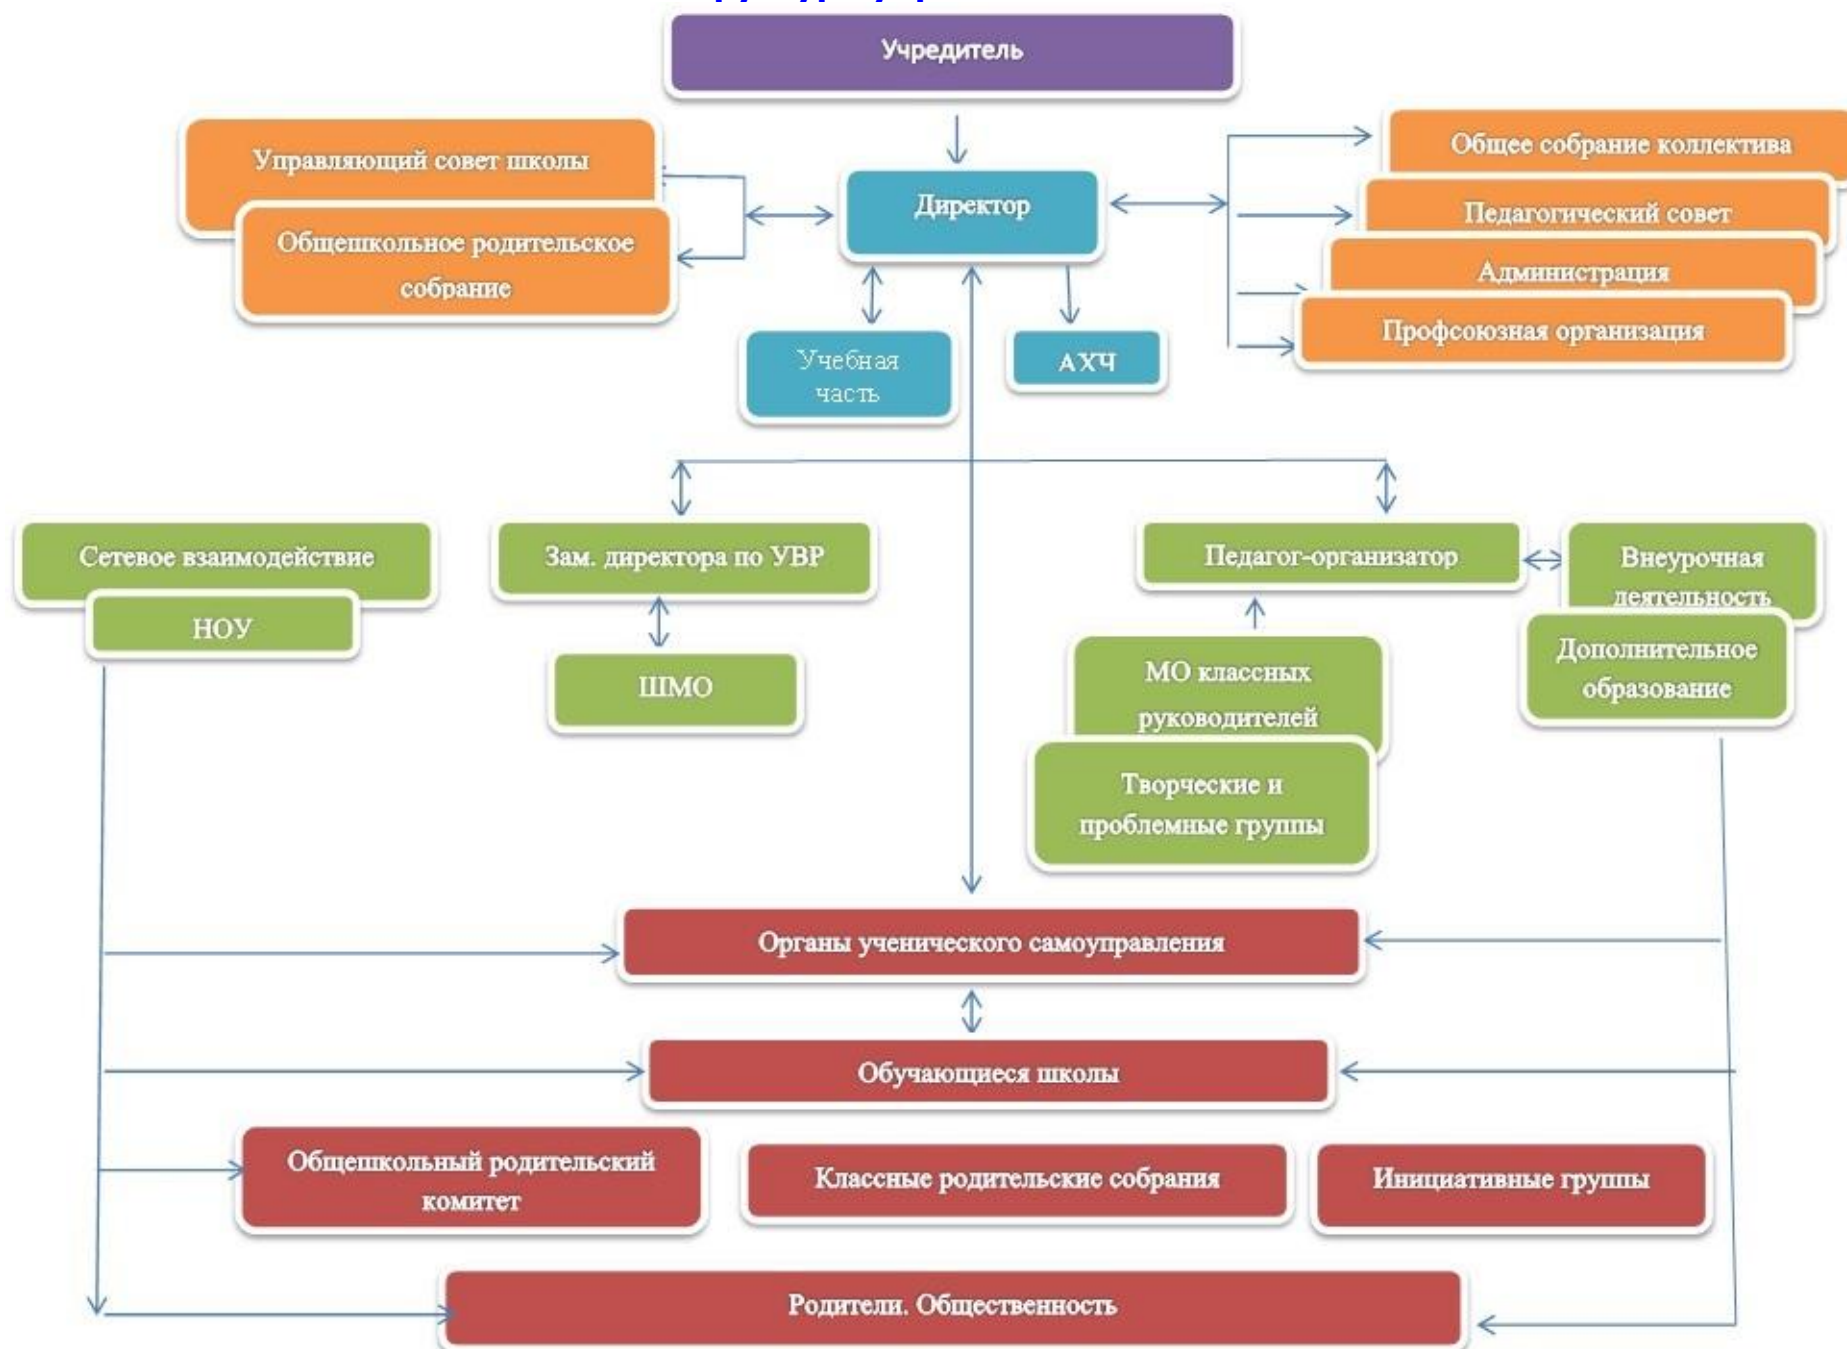 Учредитель
Управляющий совет школы
Общешкольное родительское
собрание
Директор
Общее собрание коллектива
Педагогический совет
Администрация
Профсоюзная организация
Учебная
часть
АХЧ
Сетевое взаимодействие
НОУ
Зам. директора по УВР
ШМО
Педагог-организатор
Внеурочная
деятельность
Дополнительное
образование
МО классных
руководителей
Творческие и
проблемные группы
Органы ученического самоуправления
Обучающиеся школы
Общешкольный родительский
комитет
Классные родительские собрания
Инициативные группы
Родители. Общественность